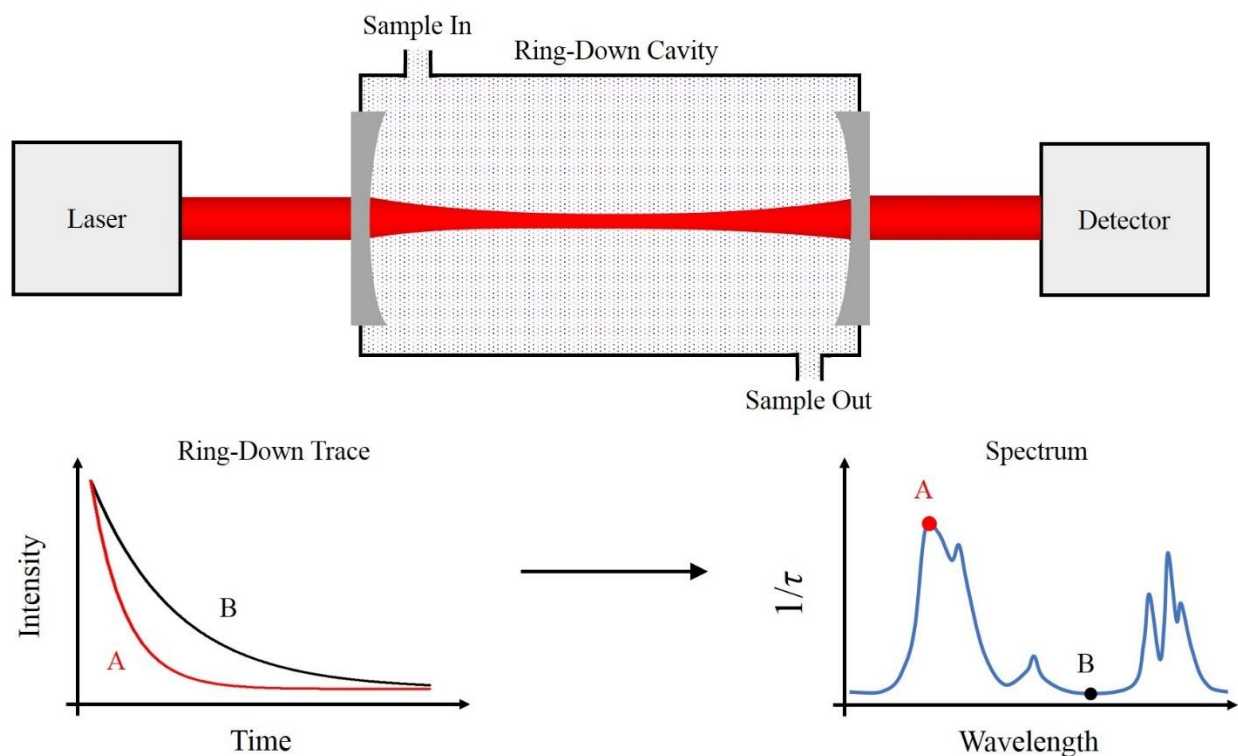 Sample In
Ring-Down Cavity
Laser
Detector
Sample Out
Ring-Down Trace
Spectrum
Intensity
A
B
Time
1/τ
A
B
Wavelength